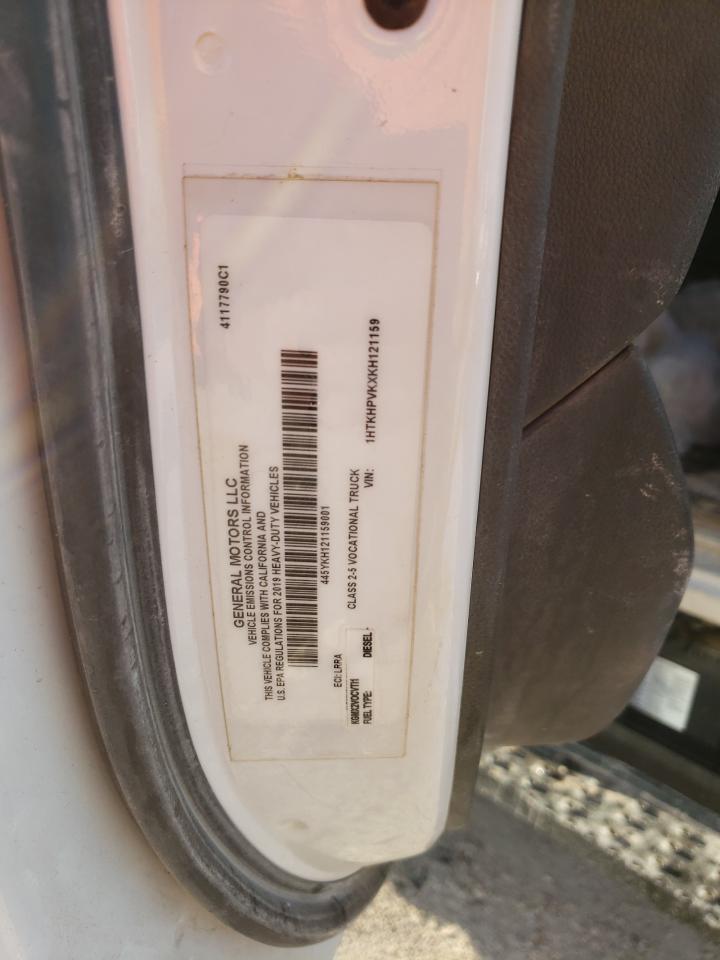 4117790C1
GENERAL MOTORS LLC
VEHICLE EMISSIONS CONTROL INFORMATION
THIS VEHICLE COMPLIES WITH CALIFORNIA AND
U.S. EPA REGULATIONS FOR 2019 HEAVY-DUTY VEHICLES
445YKH121159001
ECI: LRRA
CLASS 2-5 VOCATIONAL TRUCK
KGMX2VOCVTI1
FUEL TYPE: DIESEL
VIN: 1HTKHPVKXKH121159